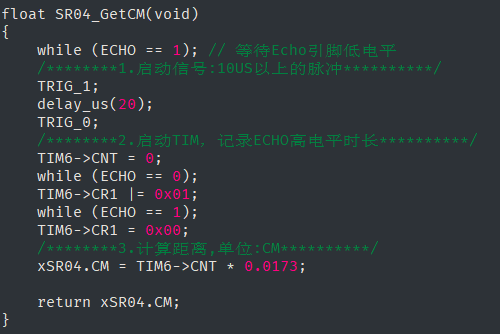 float SR04_GetCM(void)
{
    while (ECHO == 1); // 等待Echo引脚低电平
    /********1.启动信号:10US以上的脉冲**********/
    TRIG_1;
    delay_us(20);
    TRIG_0;
    /********2.启动TIM, 记录ECHO高电平时长**********/
    TIM6->CNT = 0;
    while (ECHO == 0);
    TIM6->CR1 |= 0x01;
    while (ECHO == 1);
    TIM6->CR1 = 0x00;
    /********3.计算距离,单位:CM**********/
    xSR04.CM = TIM6->CNT * 0.0173;

    return xSR04.CM;
}